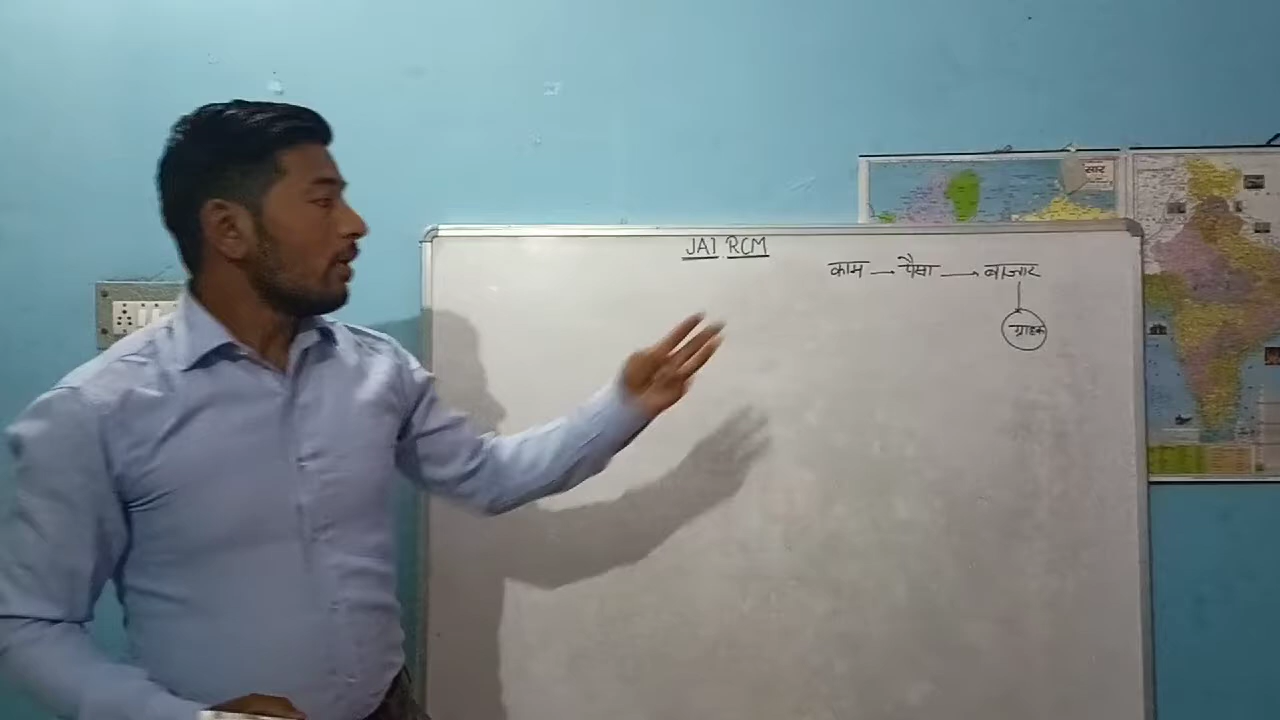 JAI RCM
काम → पैसा → बाजार
ग्राहक
सार